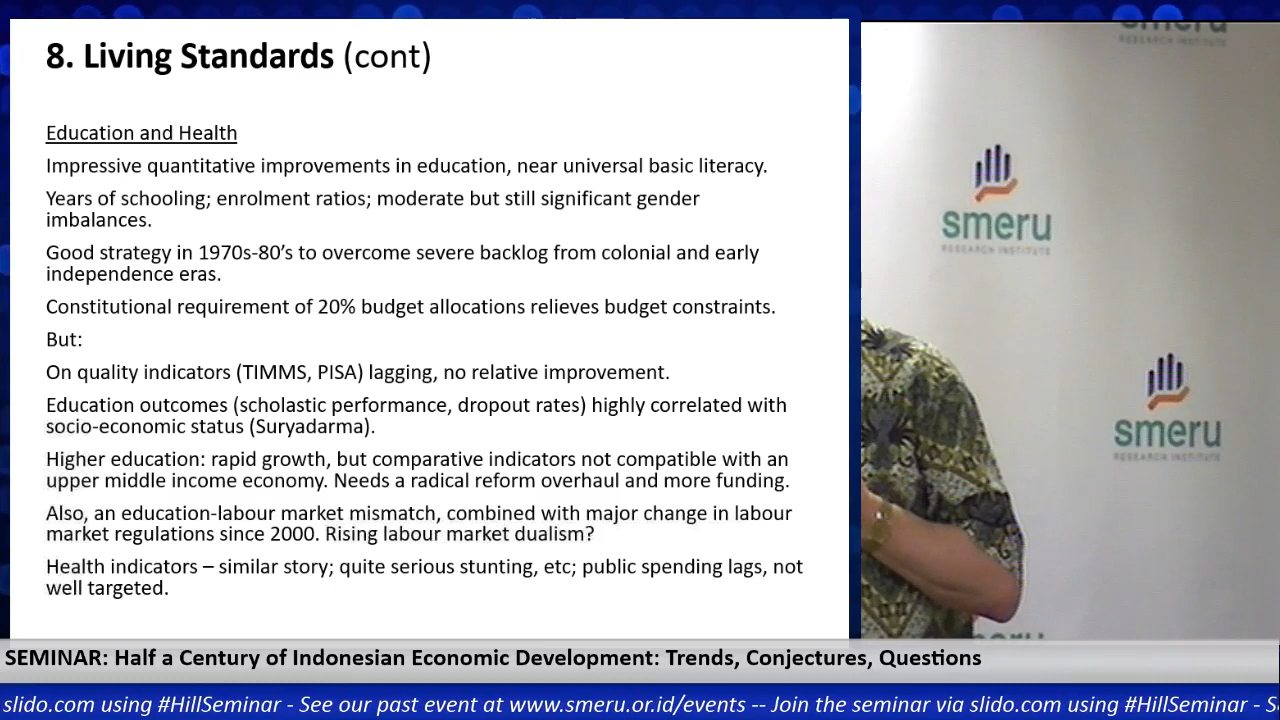 8. Living Standards (cont)
Education and Health
Impressive quantitative improvements in education, near universal basic literacy.
Years of schooling; enrolment ratios; moderate but still significant gender
imbalances.
Good strategy in 1970s-80's to overcome severe backlog from colonial and early
independence eras.
Constitutional requirement of 20% budget allocations relieves budget constraints.
But:
On quality indicators (TIMMS, PISA) lagging, no relative improvement.
Education outcomes (scholastic performance, dropout rates) highly correlated with
socio-economic status (Suryadarma).
Higher education: rapid growth, but comparative indicators not compatible with an
upper middle income economy. Needs a radical reform overhaul and more funding.
Also, an education-labour market mismatch, combined with major change in labour
market regulations since 2000. Rising labour market dualism?
Health indicators – similar story; quite serious stunting, etc; public spending lags, not
well targeted.
smeru
RESEARCH INSTITUTE
smeru
RESEARCH INSTITUTE
smeru
RESEARCH INSTITUTE
smeru
SEMINAR: Half a Century of Indonesian Economic Development: Trends, Conjectures, Questions
slido.com using #HillSeminar - See our past event at www.smeru.or.id/events -- Join the seminar via slido.com using #HillSeminar - S